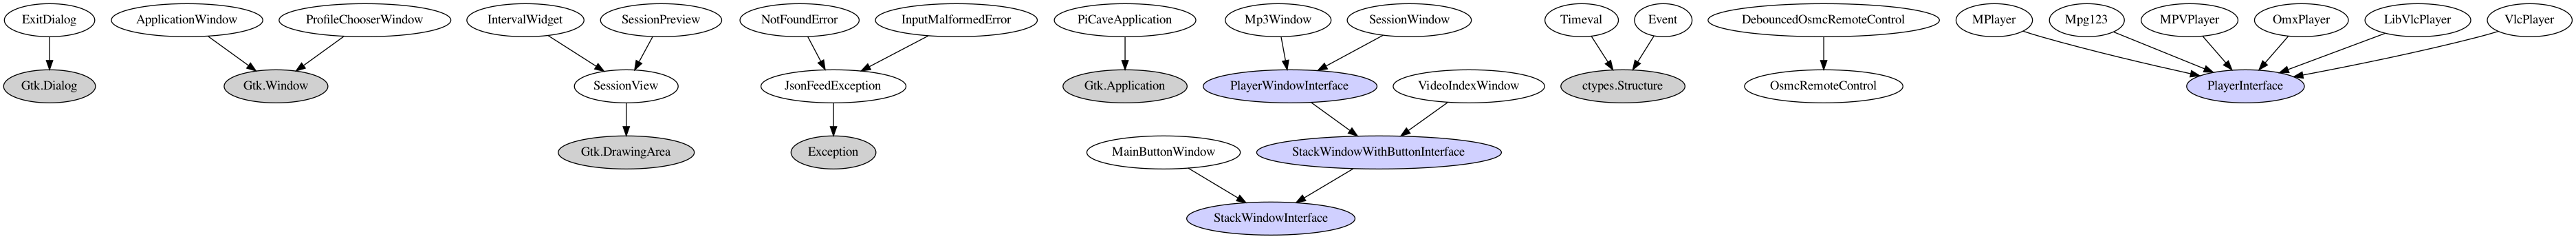 ExitDialog
ApplicationWindow
ProfileChooserWindow
IntervalWidget
SessionPreview
NotFoundError
InputMalformedError
PiCaveApplication
Mp3Window
SessionWindow
Timeval
Event
DebouncedOsmcRemoteControl
MPlayer
Mpg123
MPVPlayer
OmxPlayer
LibVlcPlayer
VlcPlayer
Gtk.Dialog
Gtk.Window
SessionView
JsonFeedException
Gtk.Application
PlayerWindowInterface
VideoIndexWindow
ctypes.Structure
OsmcRemoteControl
PlayerInterface
Gtk.DrawingArea
Exception
MainButtonWindow
StackWindowWithButtonInterface
StackWindowInterface